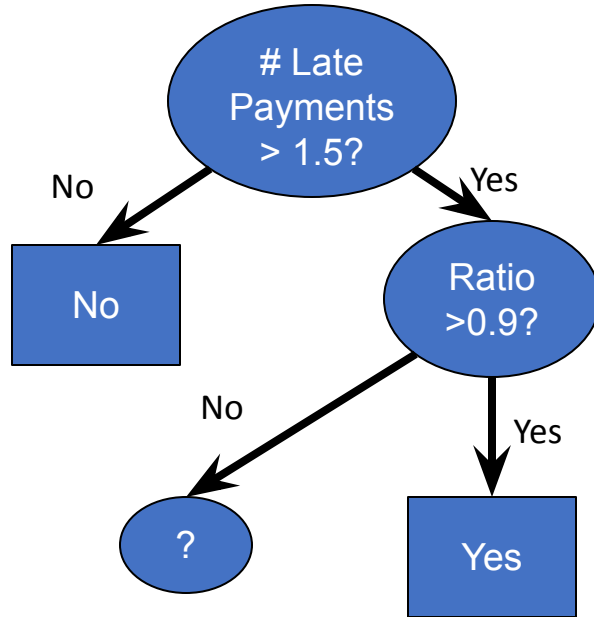 # Late
Payments
> 1.5?
No
Yes
No
Ratio
>0.9?
No
Yes
?
Yes